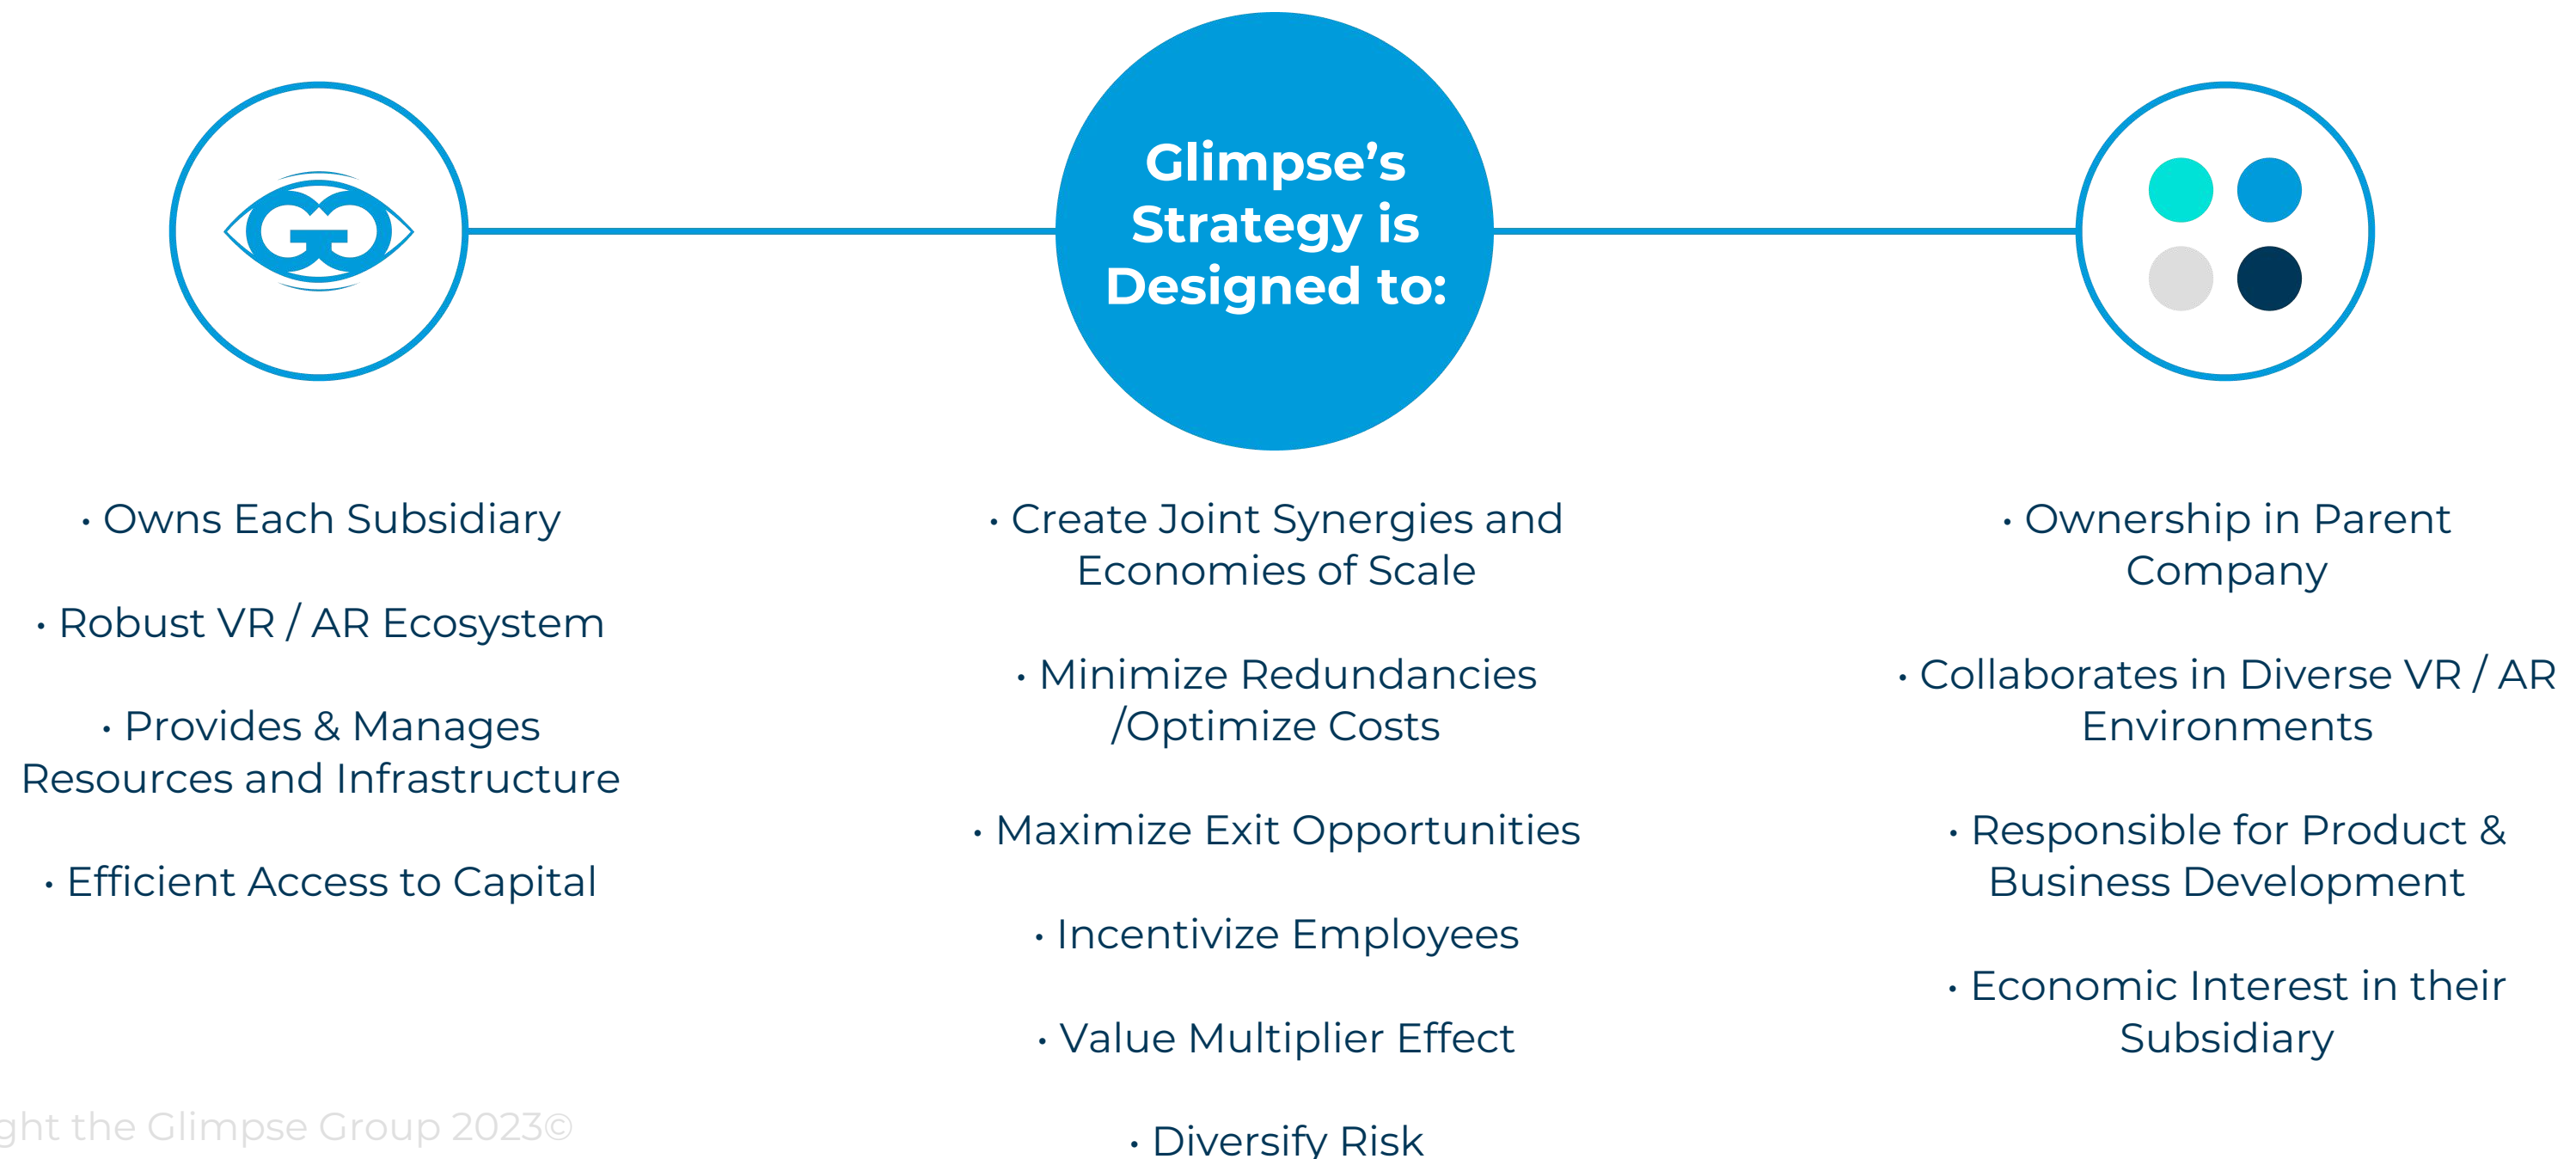 Glimpse’s
Strategy is
Designed to:
• Owns Each Subsidiary
• Robust VR / AR Ecosystem
• Provides & Manages
Resources and Infrastructure
• Efficient Access to Capital
• Create Joint Synergies and
Economies of Scale
• Minimize Redundancies
/Optimize Costs
• Maximize Exit Opportunities
• Incentivize Employees
• Value Multiplier Effect
• Diversify Risk
• Ownership in Parent
Company
• Collaborates in Diverse VR / AR
Environments
• Responsible for Product &
Business Development
• Economic Interest in their
Subsidiary
ght the Glimpse Group 2023©